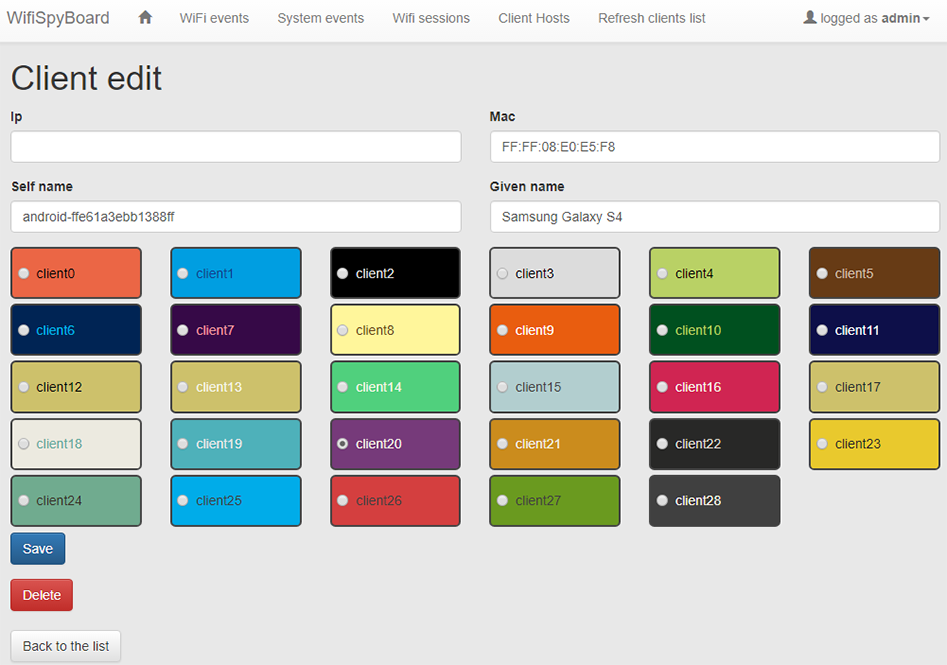 WifiSpyBoard WiFi events System events Wifi sessions Client Hosts Refresh clients list logged as admin
Client edit
Ip Mac
FF:FF:08:E0:E5:F8
Self name Given name
android-ffe61a3ebb1388ff Samsung Galaxy S4
client0 client1 client2 client3 client4 client5
client6 client7 client8 client9 client10 client11
client12 client13 client14 client15 client16 client17
client18 client19 client20 client21 client22 client23
client24 client25 client26 client27 client28
Save
Delete
Back to the list